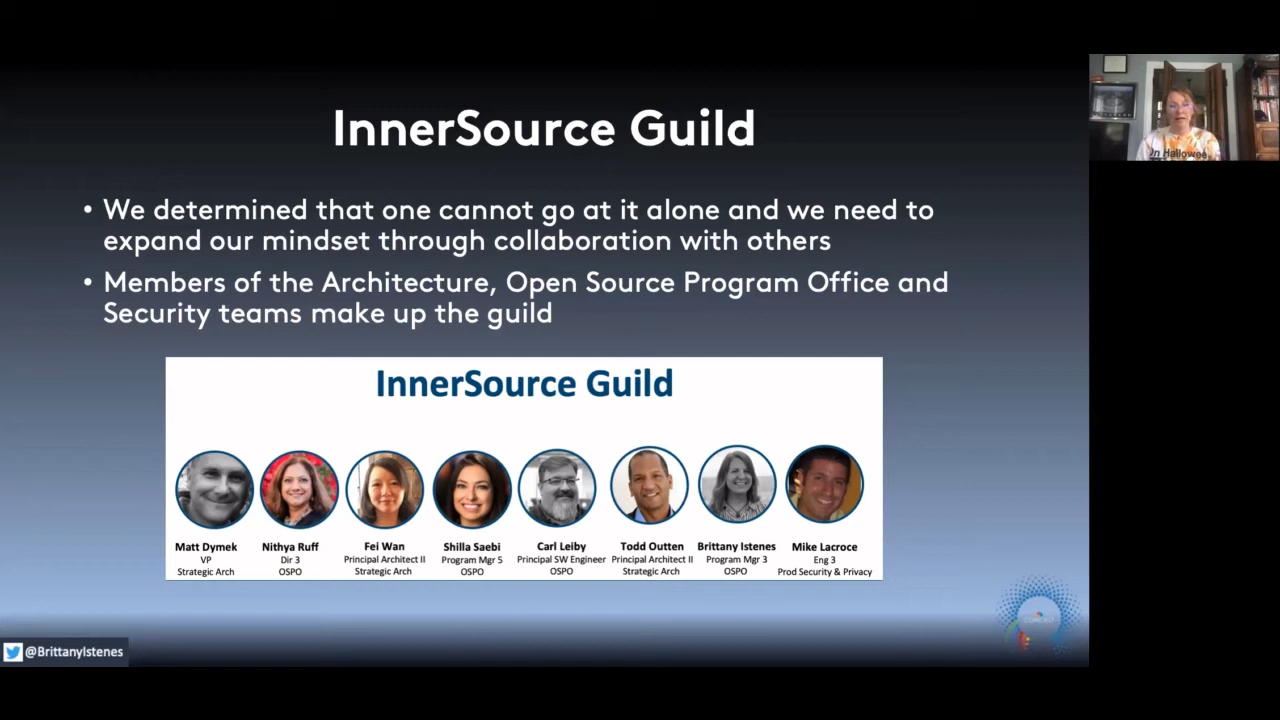 InnerSource Guild
• We determined that one cannot go at it alone and we need to
expand our mindset through collaboration with others
• Members of the Architecture, Open Source Program Office and
Security teams make up the guild
InnerSource Guild
Matt Dymek
VP
Strategic Arch
Nithya Ruff
Dir 3
OSPO
Fei Wan
Principal Architect II
Strategic Arch
Shilla Saebi
Program Mgr 5
OSPO
Carl Leiby
Principal SW Engineer
OSPO
Todd Outten
Principal Architect II
Strategic Arch
Brittany Istenes
Program Mgr 3
OSPO
Mike Lacroce
Eng 3
Prod Security & Privacy
COMCAST
@BrittanyIstenes
On Hallowee